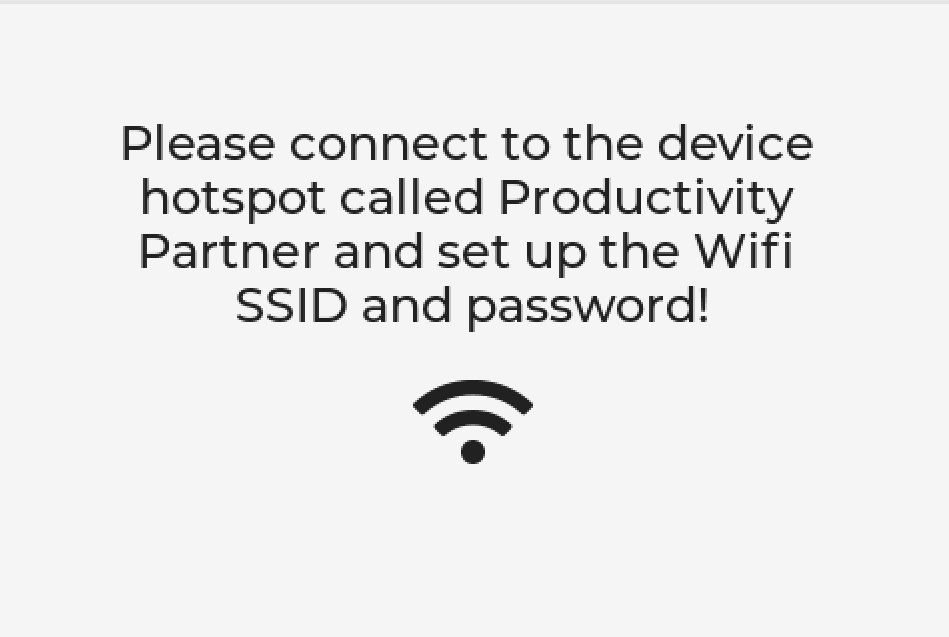 Please connect to the device
hotspot called Productivity
Partner and set up the Wifi
SSID and password!